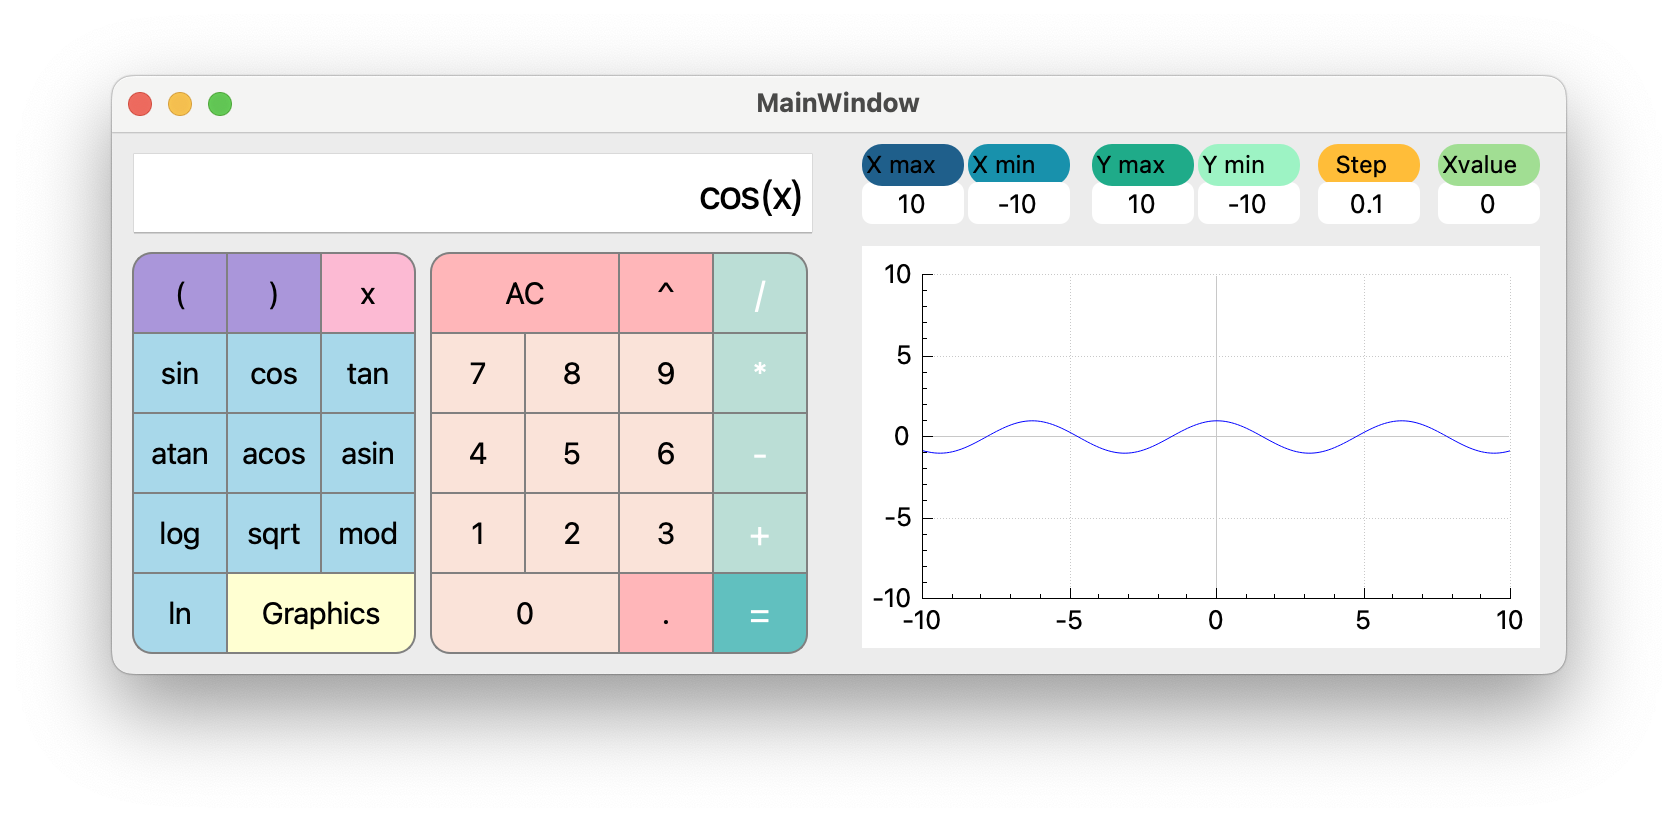 MainWindow
cos(x)
X max X min Y max Y min Step Xvalue
10 -10 10 -10 0.1 0
( ) x AC ^ /
sin cos tan 7 8 9 *
atan acos asin 4 5 6 -
log sqrt mod 1 2 3 +
ln Graphics 0 . =
10
5
0
-5
-10
-10 -5 0 5 10